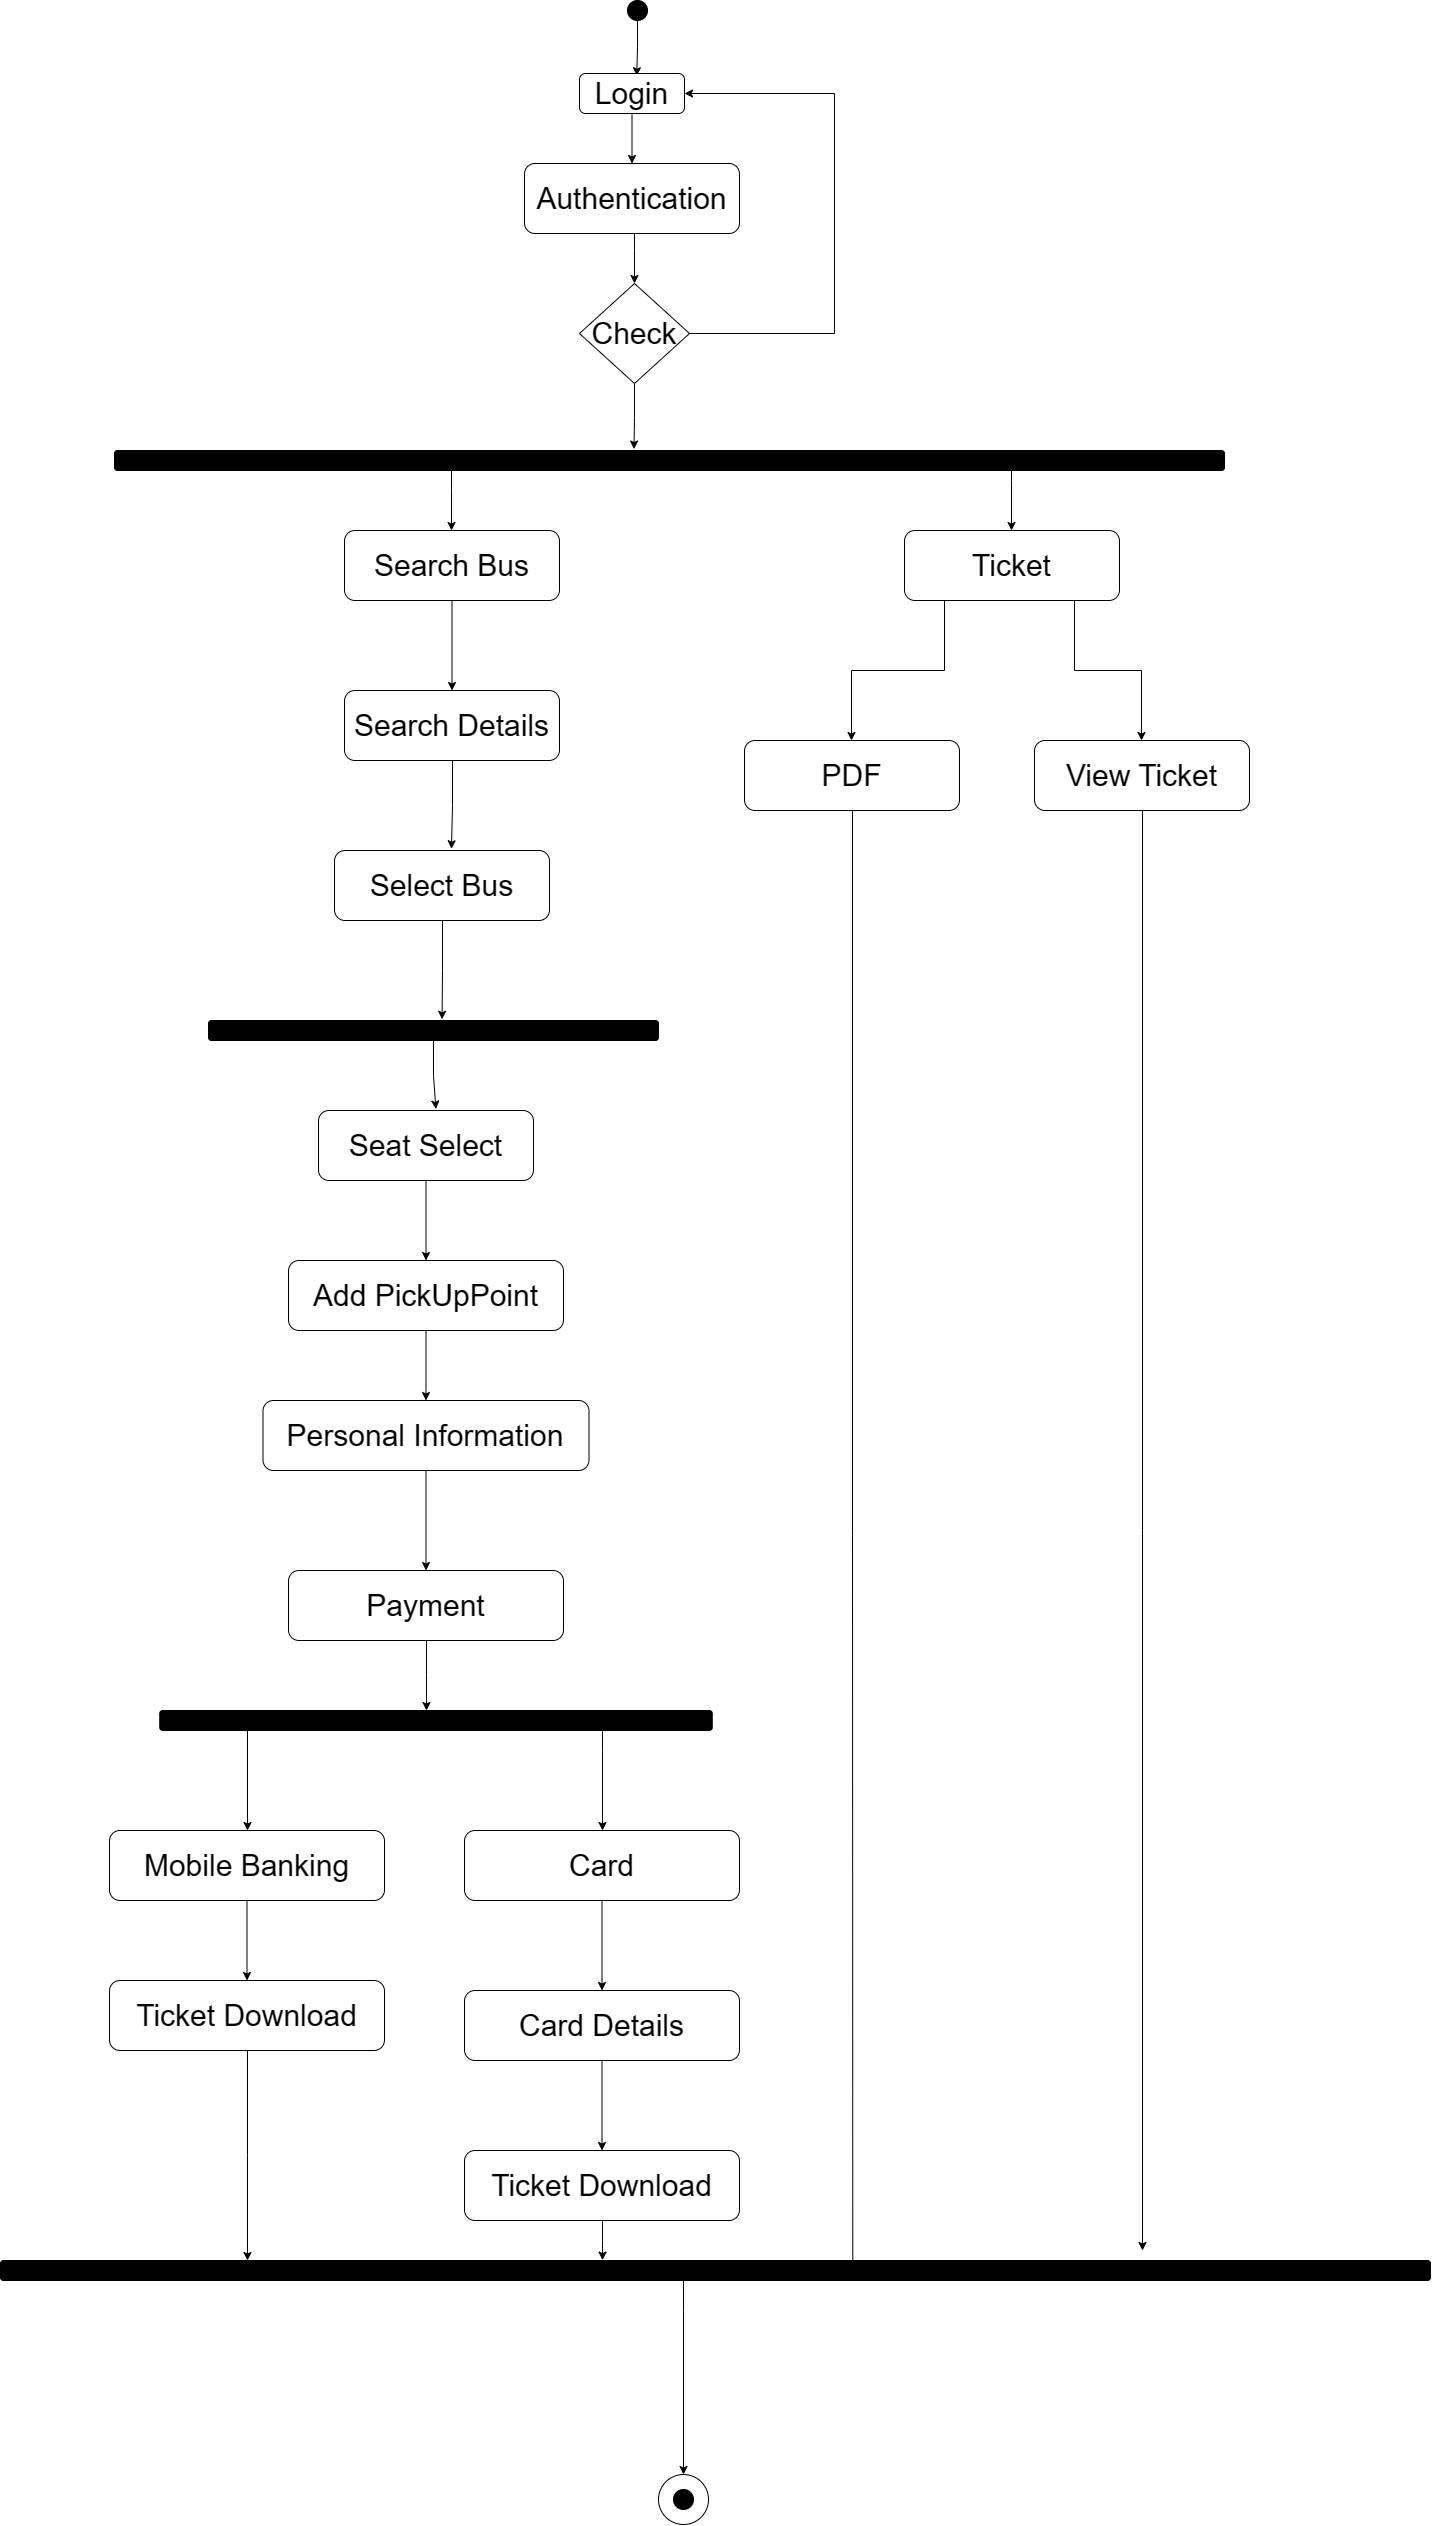 Login
Authentication
Check
Search Bus
Ticket
Search Details
PDF
View Ticket
Select Bus
Seat Select
Add PickUpPoint
Personal Information
Payment
Mobile Banking
Card
Ticket Download
Card Details
Ticket Download